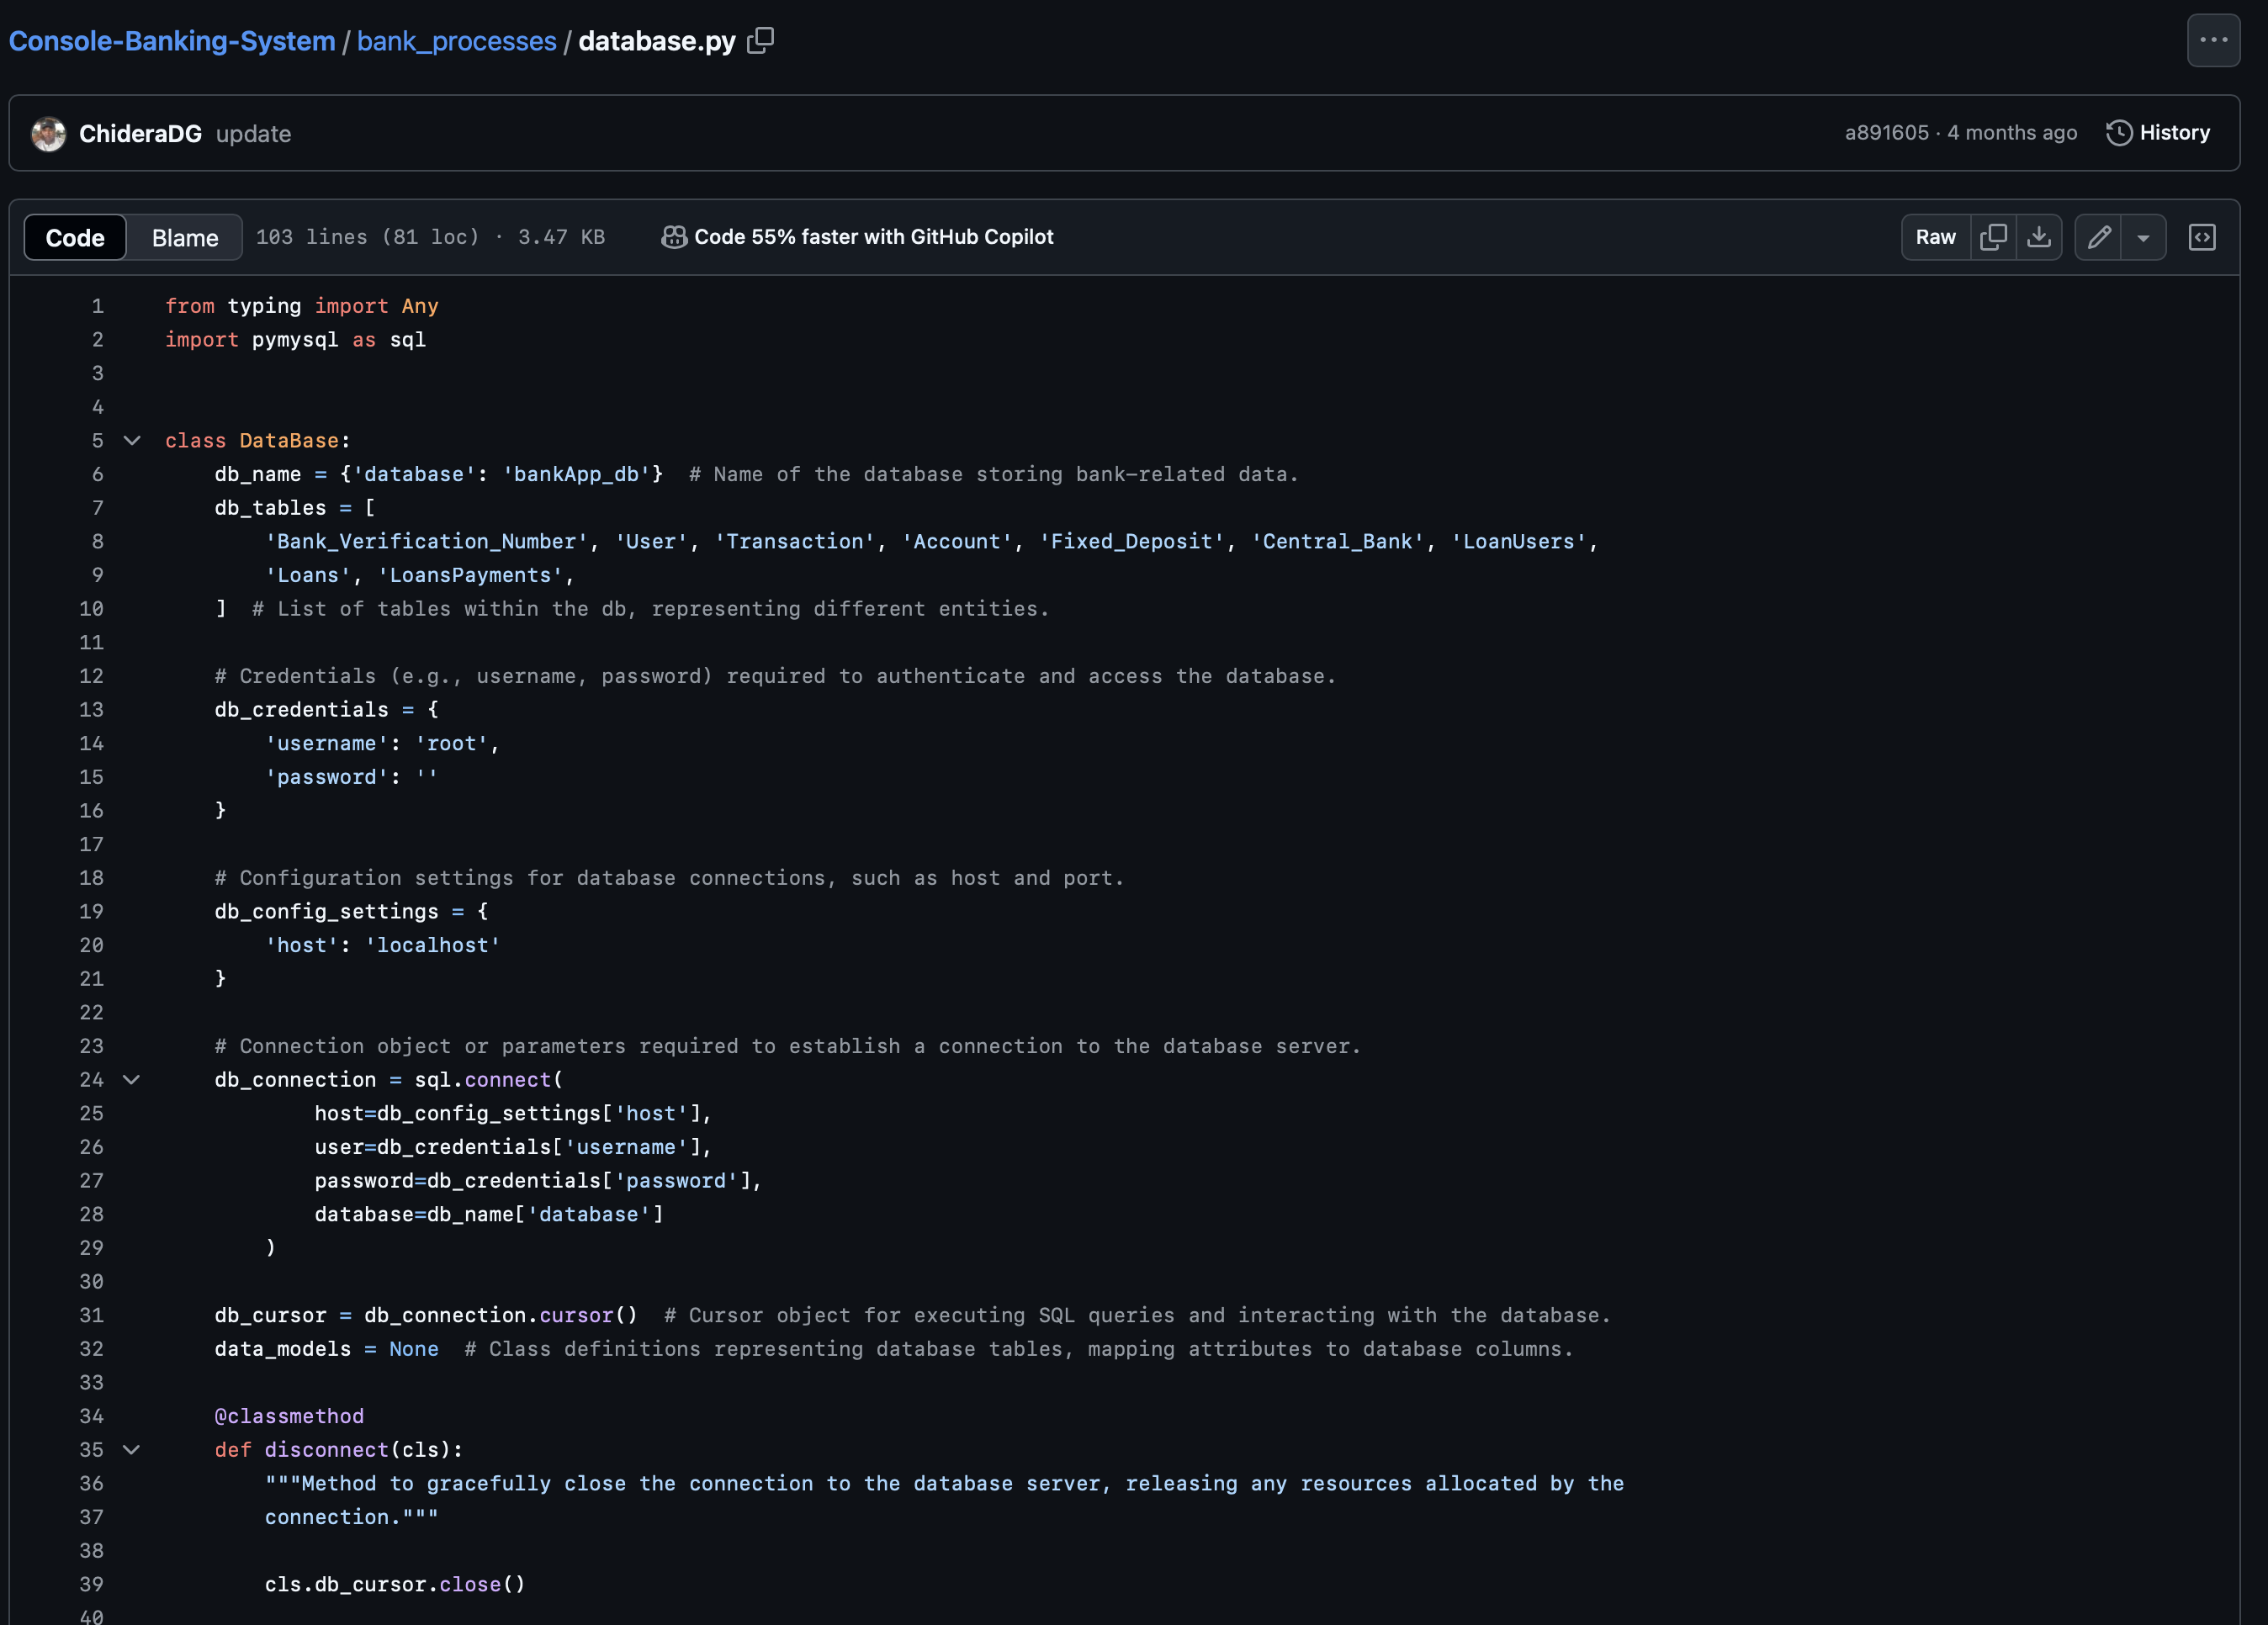 Console-Banking-System / bank_processes / database.py
ChideraDG update a891605 · 4 months ago History
Code Blame 103 lines (81 loc) · 3.47 KB Code 55% faster with GitHub Copilot Raw
1 from typing import Any
2 import pymysql as sql
3
4
5 class DataBase:
6     db_name = {'database': 'bankApp_db'}  # Name of the database storing bank-related data.
7     db_tables = [
8         'Bank_Verification_Number', 'User', 'Transaction', 'Account', 'Fixed_Deposit', 'Central_Bank', 'LoanUsers',
9         'Loans', 'LoansPayments',
10     ]  # List of tables within the db, representing different entities.
11
12     # Credentials (e.g., username, password) required to authenticate and access the database.
13     db_credentials = {
14         'username': 'root',
15         'password': ''
16     }
17
18     # Configuration settings for database connections, such as host and port.
19     db_config_settings = {
20         'host': 'localhost'
21     }
22
23     # Connection object or parameters required to establish a connection to the database server.
24     db_connection = sql.connect(
25             host=db_config_settings['host'],
26             user=db_credentials['username'],
27             password=db_credentials['password'],
28             database=db_name['database']
29         )
30
31     db_cursor = db_connection.cursor()  # Cursor object for executing SQL queries and interacting with the database.
32     data_models = None  # Class definitions representing database tables, mapping attributes to database columns.
33
34     @classmethod
35     def disconnect(cls):
36         """Method to gracefully close the connection to the database server, releasing any resources allocated by the
37         connection."""
38
39         cls.db_cursor.close()
40